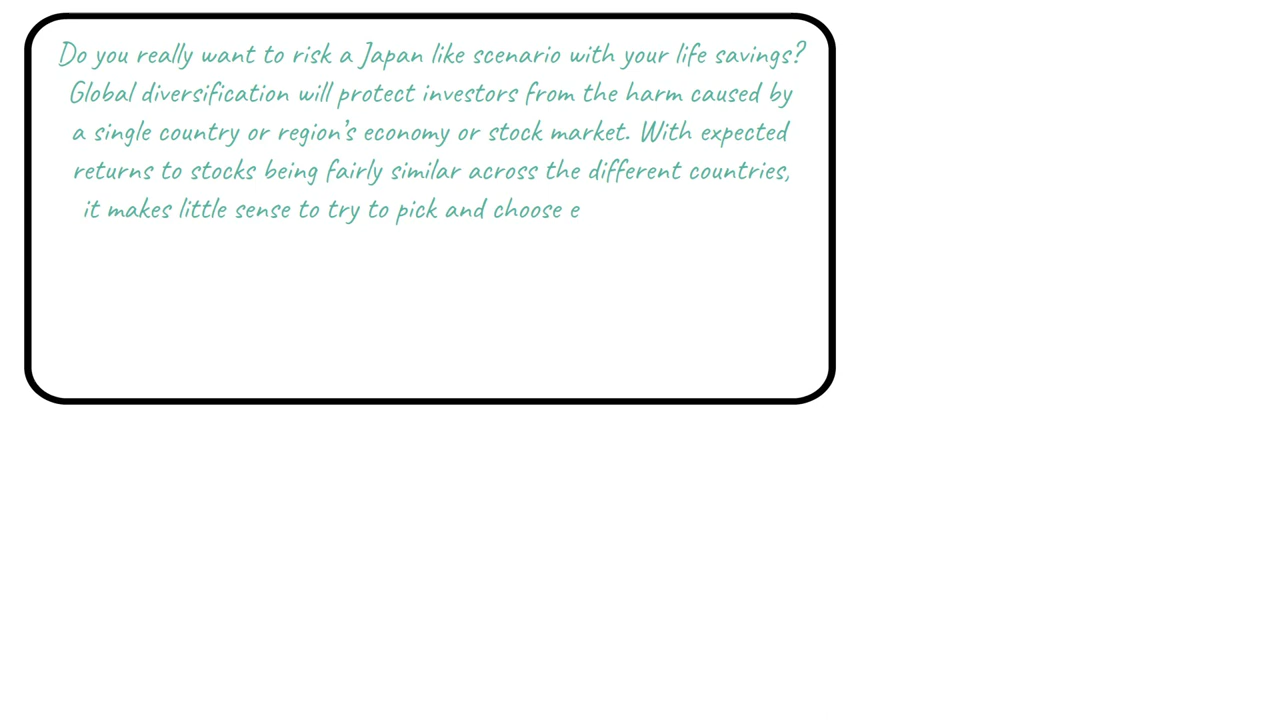 Do you really want to risk a Japan like scenario with your life savings?
Global diversification will protect investors from the harm caused by
a single country or region's economy or stock market. With expected
returns to stocks being fairly similar across the different countries,
it makes little sense to try to pick and choose e